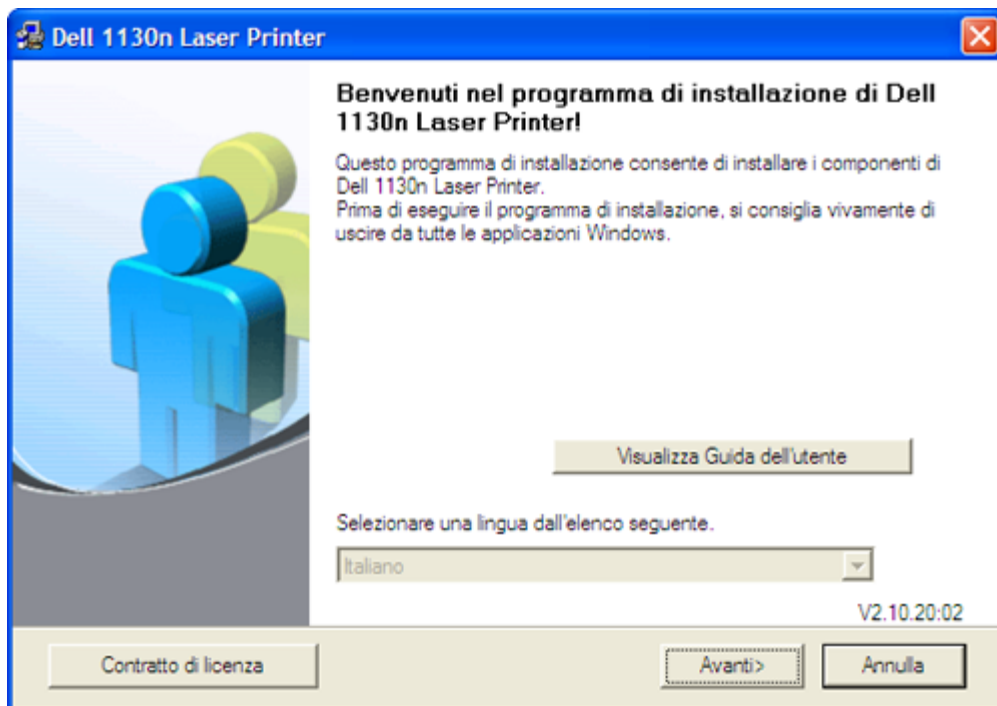 Dell 1130n Laser Printer
Benvenuti nel programma di installazione di Dell
1130n Laser Printer!
Questo programma di installazione consente di installare i componenti di
Dell 1130n Laser Printer.
Prima di eseguire il programma di installazione, si consiglia vivamente di
uscire da tutte le applicazioni Windows.
Visualizza Guida dell'utente
Selezionare una lingua dall'elenco seguente.
Italiano
V2.10.20:02
Contratto di licenza
Avanti>
Annulla